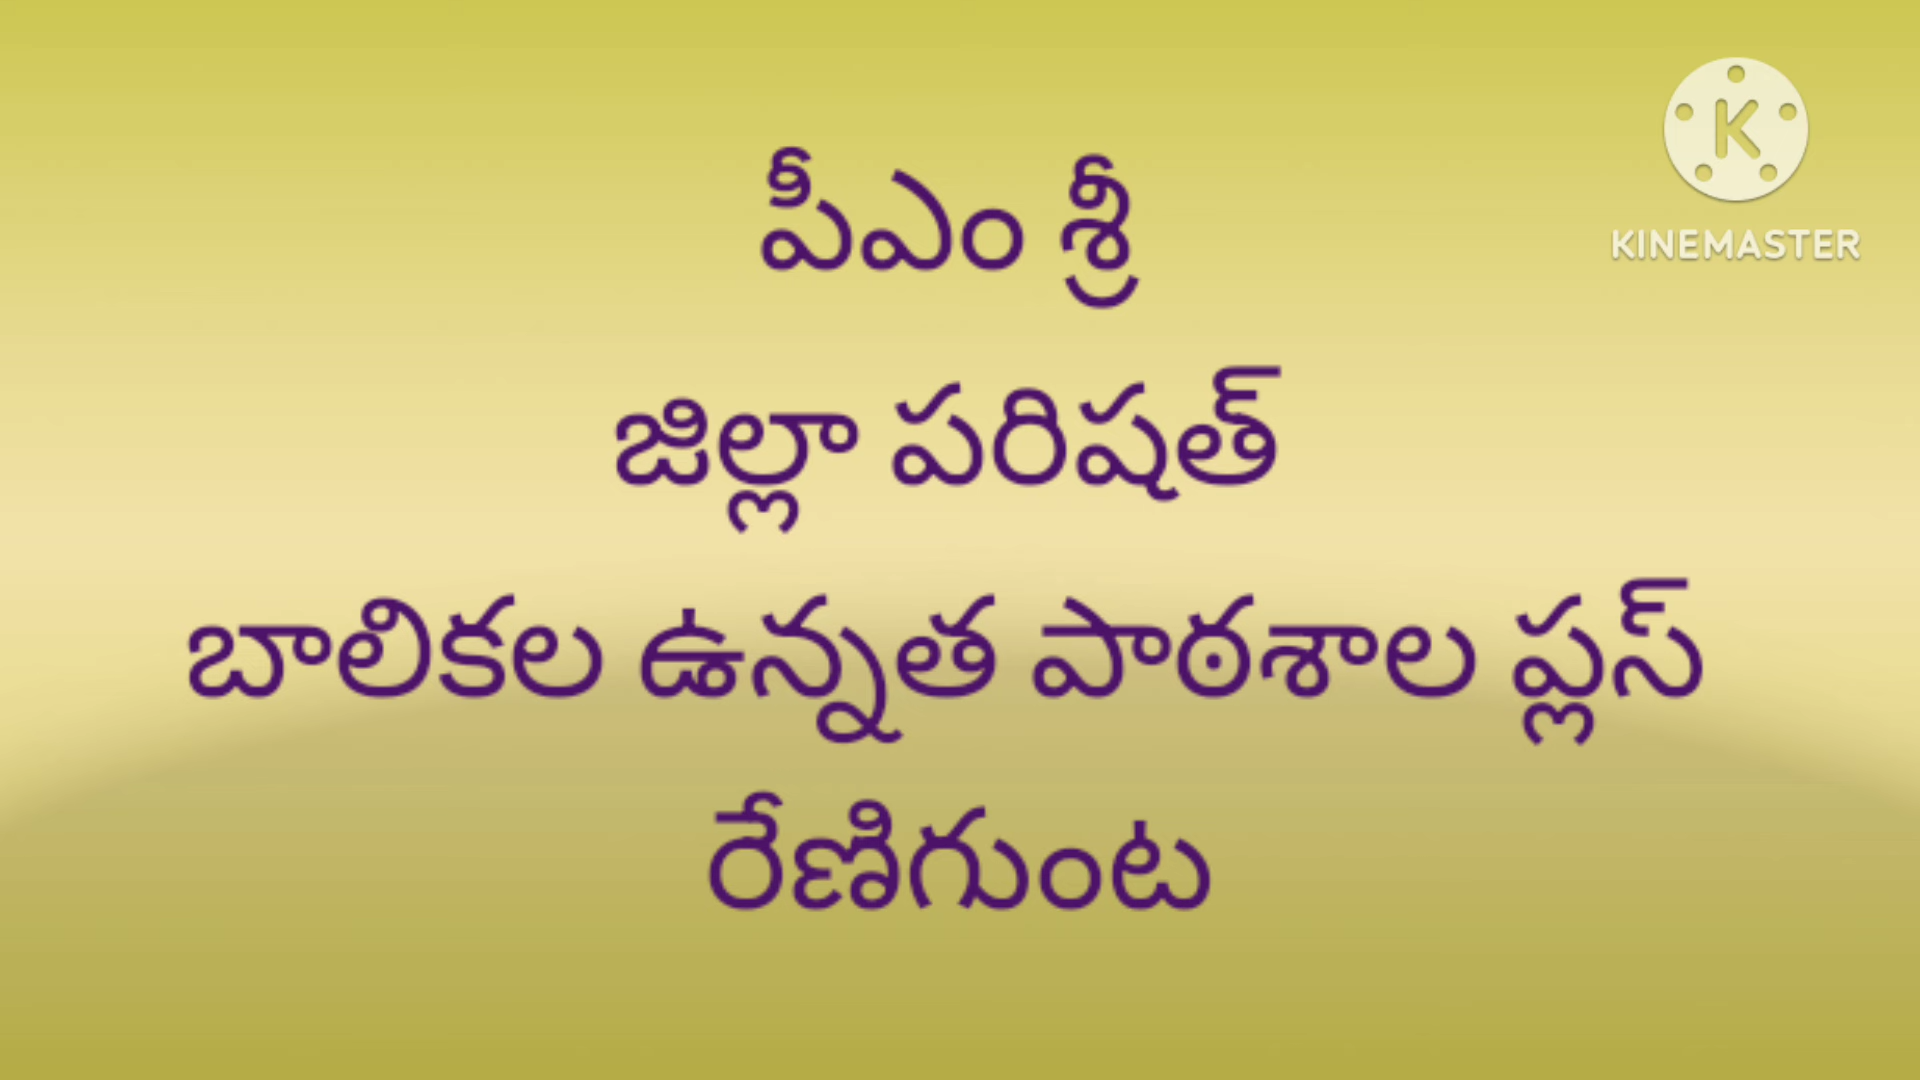 KINEMASTER
పీఎం శ్రీ
జిల్లా పరిషత్
బాలికల ఉన్నత పాఠశాల ప్లస్
రేణిగుంట